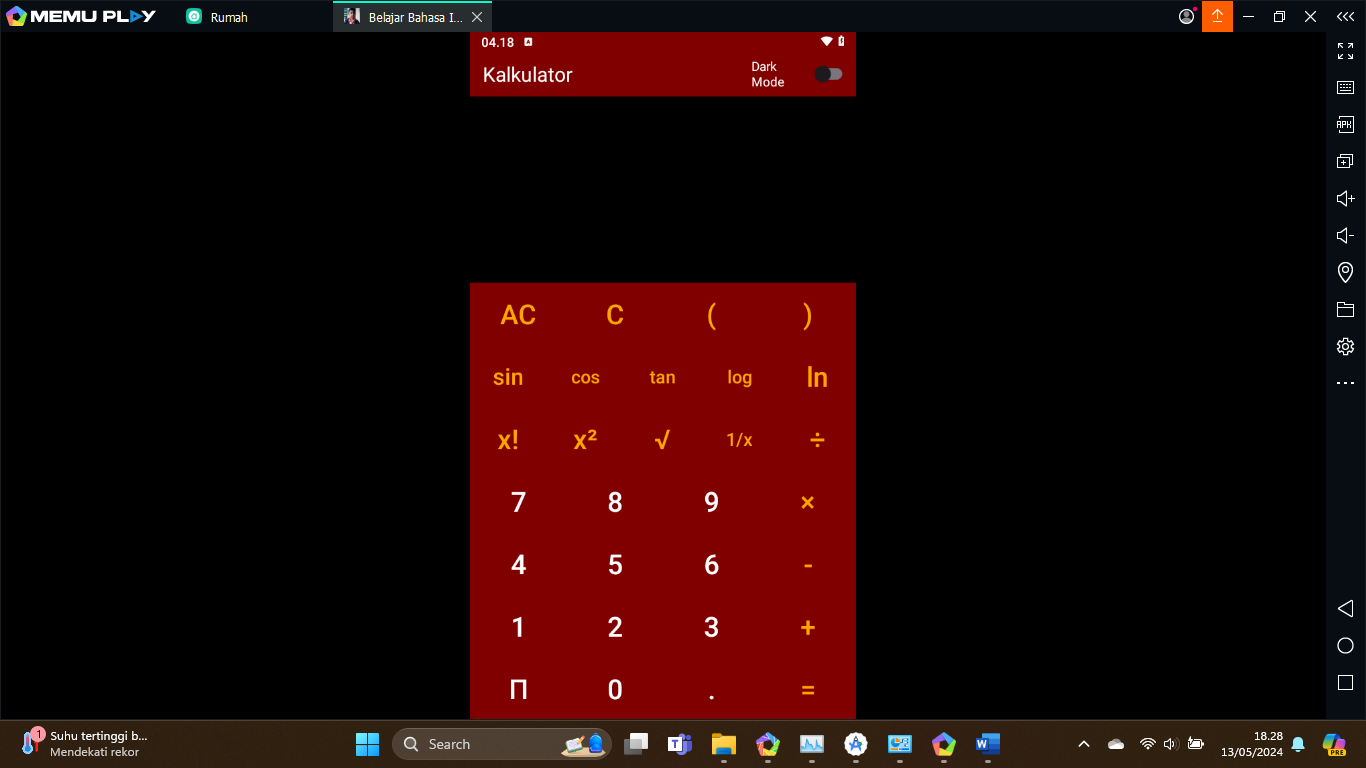 MEMU PLAY
Rumah
Belajar Bahasa I...
04.18 A
Kalkulator
Dark
Mode
APK
AC C ( )
sin cos tan log ln
x! x² √ 1/x ÷
7 8 9 ×
4 5 6 -
1 2 3 +
Π 0 . =
1
Suhu tertinggi b...
Mendekati rekor
Search
18.28
13/05/2024
PRE